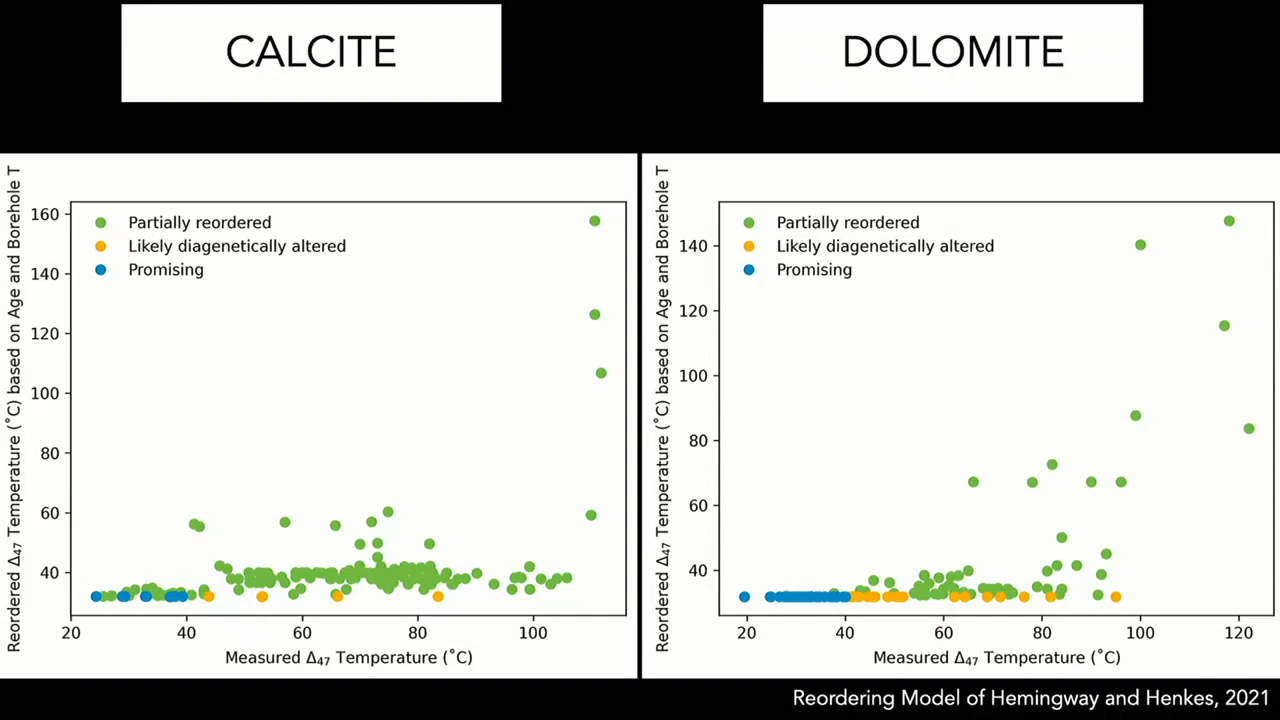 CALCITE
DOLOMITE
Reordered Δ47 Temperature (˚C) based on Age and Borehole T
160
140
120
100
80
60
40
Partially reordered
Likely diagenetically altered
Promising
20
40
60
80
100
Measured Δ47 Temperature (˚C)
Reordered Δ47 Temperature (˚C) based on Age and Borehole T
140
120
100
80
60
40
Partially reordered
Likely diagenetically altered
Promising
20
40
60
80
100
120
Measured Δ47 Temperature (˚C)
Reordering Model of Hemingway and Henkes, 2021